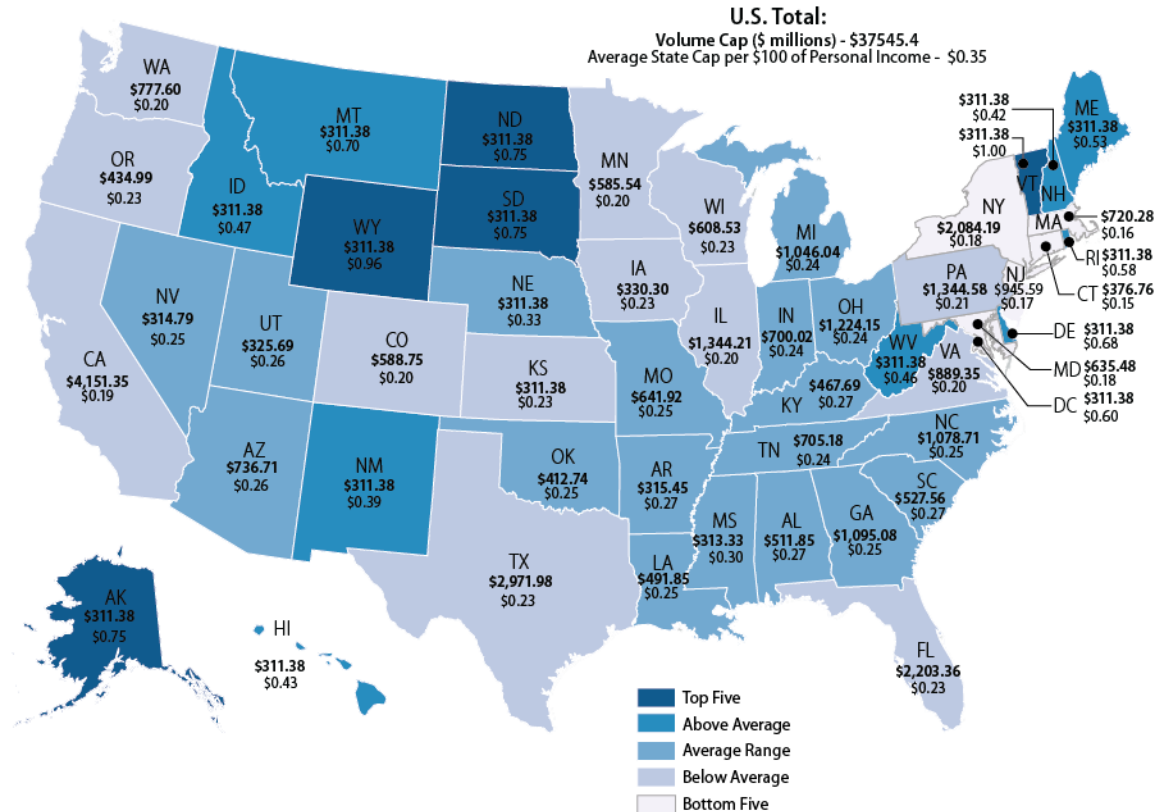 U.S. Total:
Volume Cap ($ millions) - $37545.4
Average State Cap per $100 of Personal Income - $0.35
WA
$777.60
$0.20
OR
$434.99
$0.23
CA
$4,151.35
$0.19
NV
$314.79
$0.25
ID
$311.38
$0.47
MT
$311.38
$0.70
WY
$311.38
$0.96
UT
$325.69
$0.26
AZ
$736.71
$0.26
CO
$588.75
$0.20
NM
$311.38
$0.39
ND
$311.38
$0.75
SD
$311.38
$0.75
NE
$311.38
$0.33
KS
$311.38
$0.23
OK
$412.74
$0.25
TX
$2,971.98
$0.23
MN
$585.54
$0.20
IA
$330.30
$0.23
MO
$641.92
$0.25
AR
$315.45
$0.27
LA
$491.85
$0.25
WI
$608.53
$0.23
IL
$1,344.21
$0.20
MI
$1,046.04
$0.24
IN
$700.02
$0.24
OH
$1,224.15
$0.24
KY
$467.69
$0.27
TN
$705.18
$0.24
MS
$313.33
$0.30
AL
$511.85
$0.27
GA
$1,095.08
$0.25
FL
$2,203.36
$0.23
SC
$527.56
$0.27
NC
$1,078.71
$0.25
VA
$889.35
$0.20
WV
$311.38
$0.46
PA
$1,344.58
$0.21
NY
$2,084.19
$0.18
NJ
$945.59
$0.17
VT
$311.38
$1.00
NH
$311.38
$0.42
ME
$311.38
$0.53
MA
$720.28
$0.16
RI $311.38
$0.58
CT $376.76
$0.15
DE $311.38
$0.68
MD $635.48
$0.18
DC $311.38
$0.60
AK
$311.38
$0.75
HI
$311.38
$0.43
Top Five
Above Average
Average Range
Below Average
Bottom Five